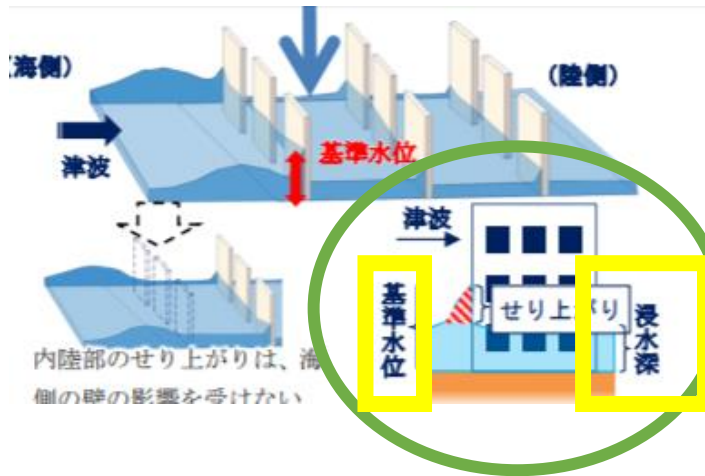 （海側）
（陸側）
津波
基準水位
津波
基準水位
せり上がり
浸水深
内陸部のせり上がりは、海
側の壁の影響を受けない